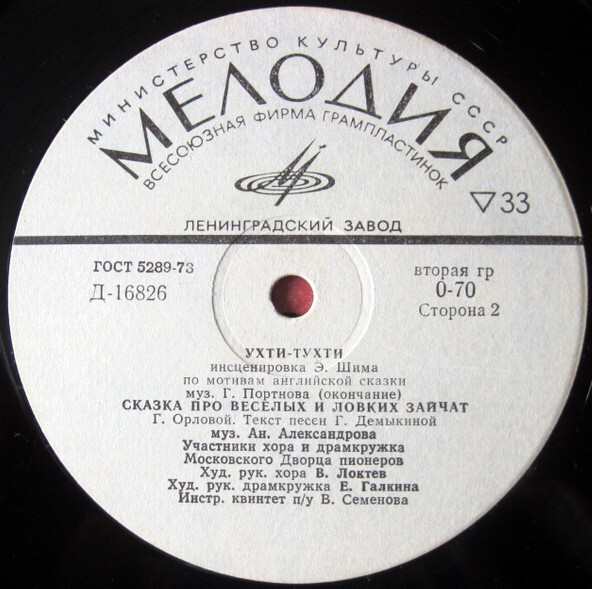 МИНИСТЕРСТВО КУЛЬТУРЫ СССР
МЕЛОДИЯ
ВСЕСОЮЗНАЯ ФИРМА ГРАМПЛАСТИНОК
▽33
ЛЕНИНГРАДСКИЙ ЗАВОД
ГОСТ 5289-73
Д-16826
вторая гр
0-70
Сторона 2
УХТИ-ТУХТИ
инсценировка Э. Шима
по мотивам английской сказки
муз. Г. Портнова (окончание)
СКАЗКА ПРО ВЕСЁЛЫХ И ЛОВКИХ ЗАЙЧАТ
Г. Орловой. Текст песен Г. Демыкиной
муз. Ан. Александрова
Участники хора и драмкружка
Московского Дворца пионеров
Худ. рук. хора В. Локтев
Худ. рук. драмкружка Е. Галкина
Инстр. квинтет п/у В. Семенова